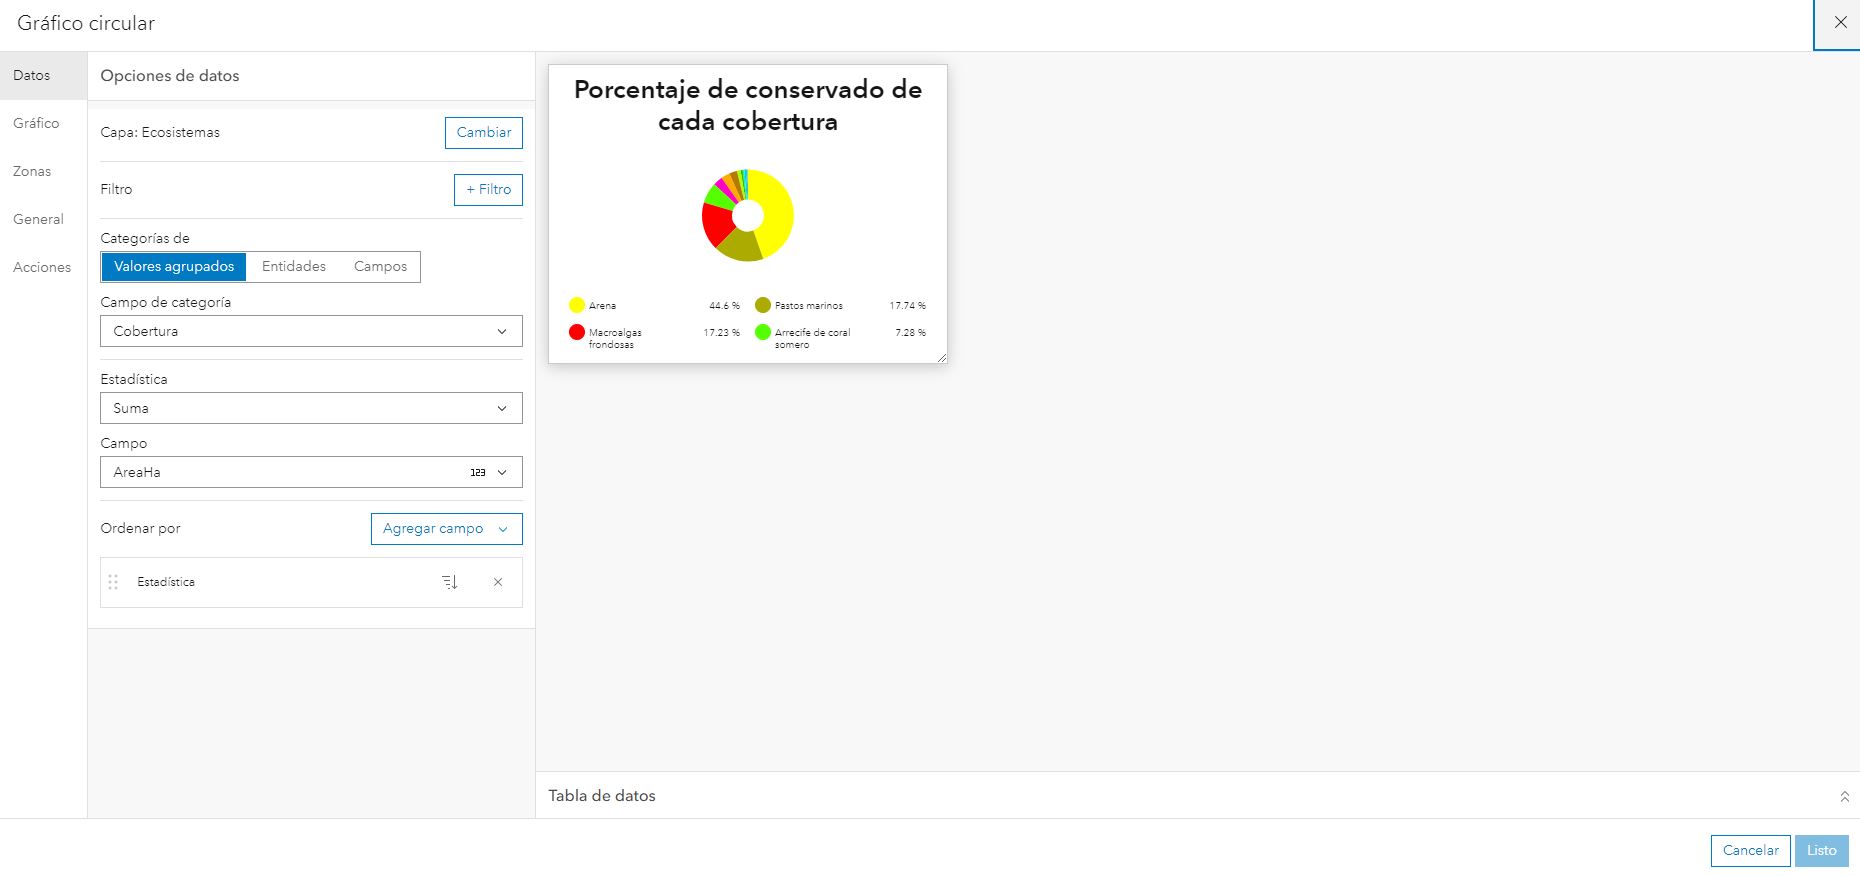 Gráfico circular
Datos
Gráfico
Zonas
General
Acciones
Opciones de datos
Capa: Ecosistemas
Cambiar
Filtro
+ Filtro
Categorías de
Valores agrupados Entidades Campos
Campo de categoría
Cobertura
Estadística
Suma
Campo
AreaHa 123
Ordenar por
Agregar campo
Estadística
Porcentaje de conservado de
cada cobertura
Arena 44.6 %
Pastos marinos 17.74 %
Macroalgas
frondosas
17.23 %
Arrecife de coral
somero
7.28 %
Tabla de datos
Cancelar
Listo